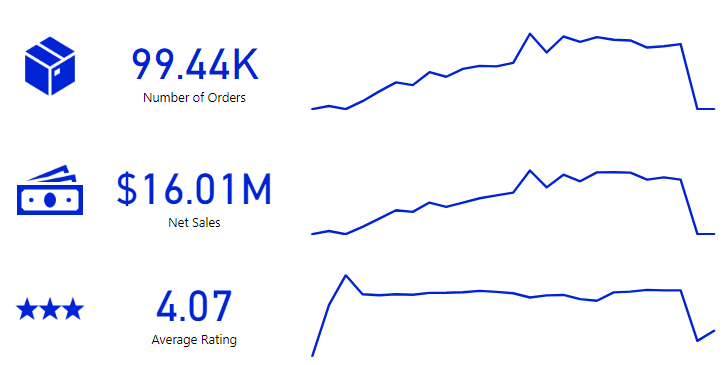 99.44K
Number of Orders
$16.01M
Net Sales
4.07
Average Rating